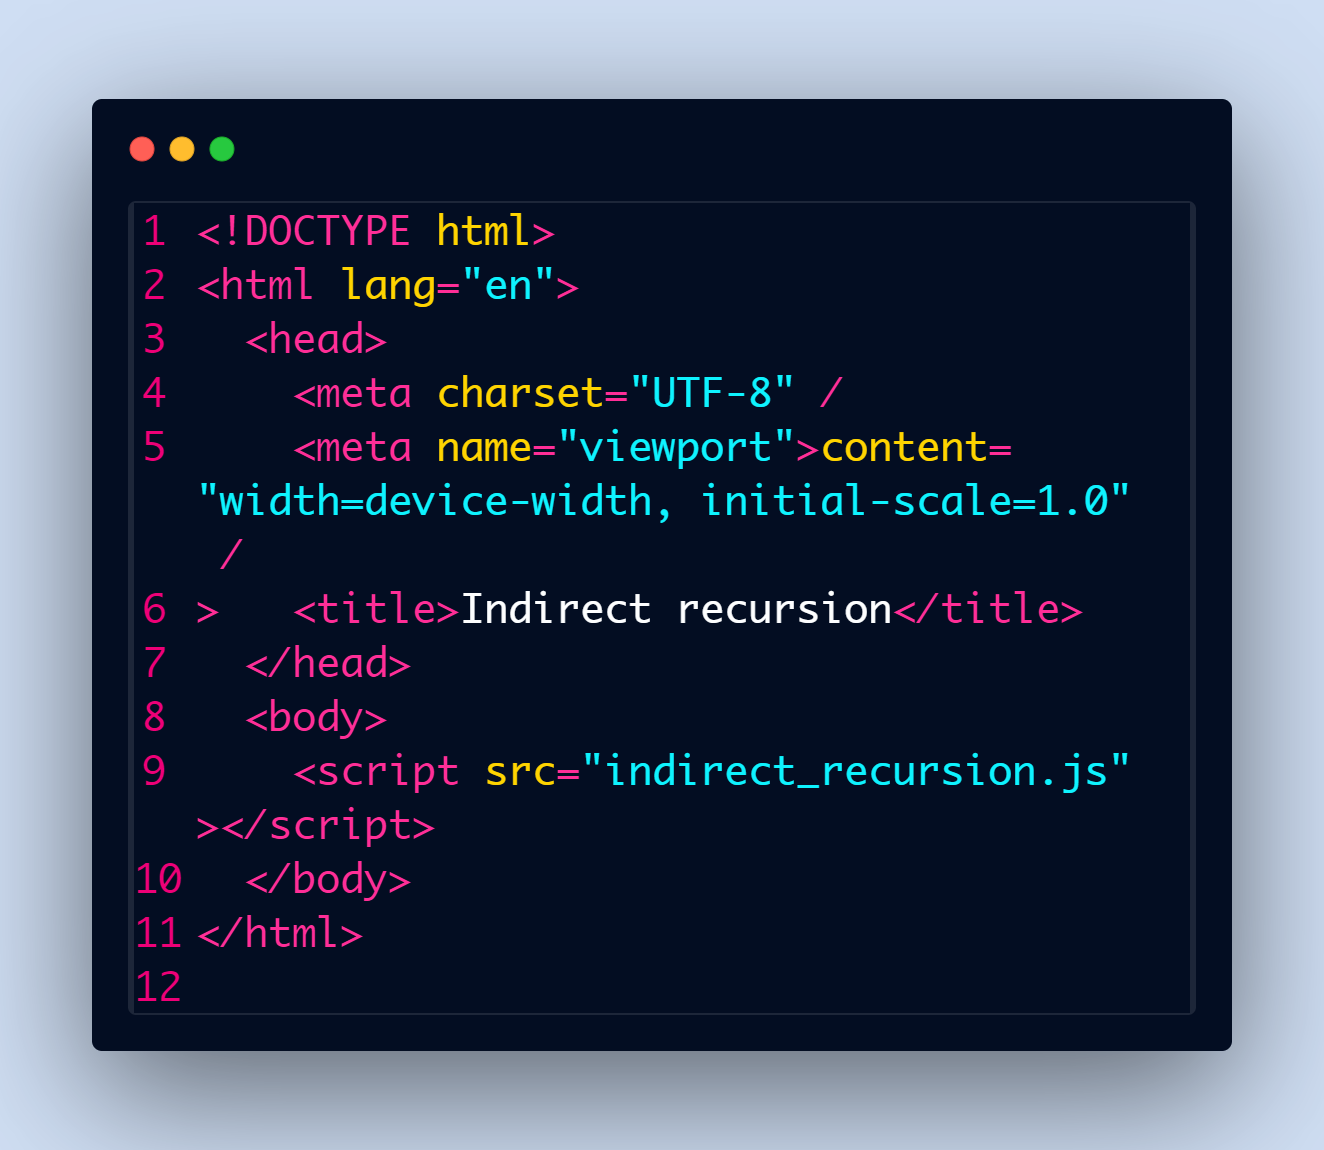 1 <!DOCTYPE html>
2 <html lang="en">
3   <head>
4     <meta charset="UTF-8" /
5     <meta name="viewport">content=
"width=device-width, initial-scale=1.0"
 /
6 >   <title>Indirect recursion</title>
7   </head>
8   <body>
9     <script src="indirect_recursion.js"
></script>
10   </body>
11 </html>
12